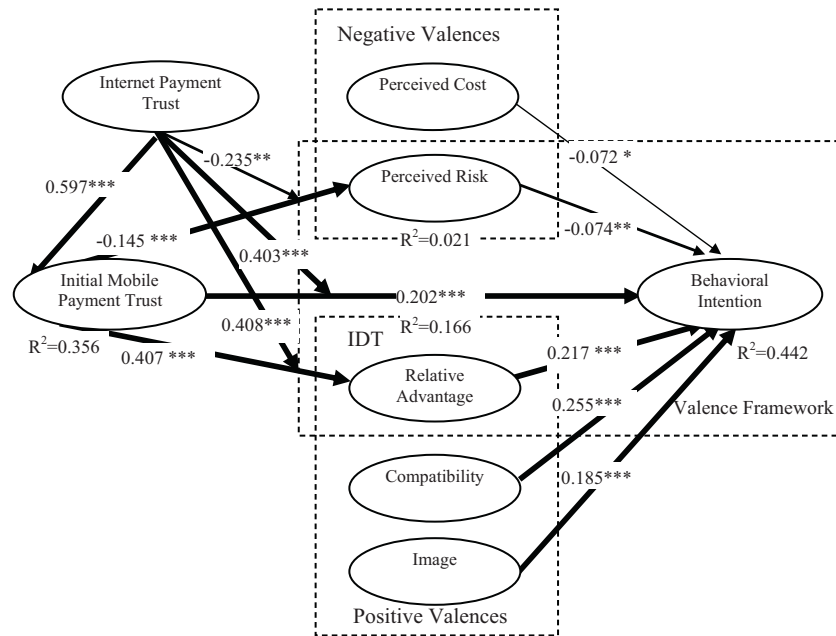 Negative Valences
Internet Payment
Trust
Perceived Cost
-0.072 *
-0.235**
Perceived Risk
0.597***
-0.145 ***
R²=0.021
-0.074**
0.403***
Initial Mobile
Payment Trust
0.202***
Behavioral
Intention
0.408***
R²=0.166
R²=0.356
0.407 ***
IDT
0.217 ***
R²=0.442
Relative
Advantage
0.255***
Valence Framework
Compatibility
0.185***
Image
Positive Valences